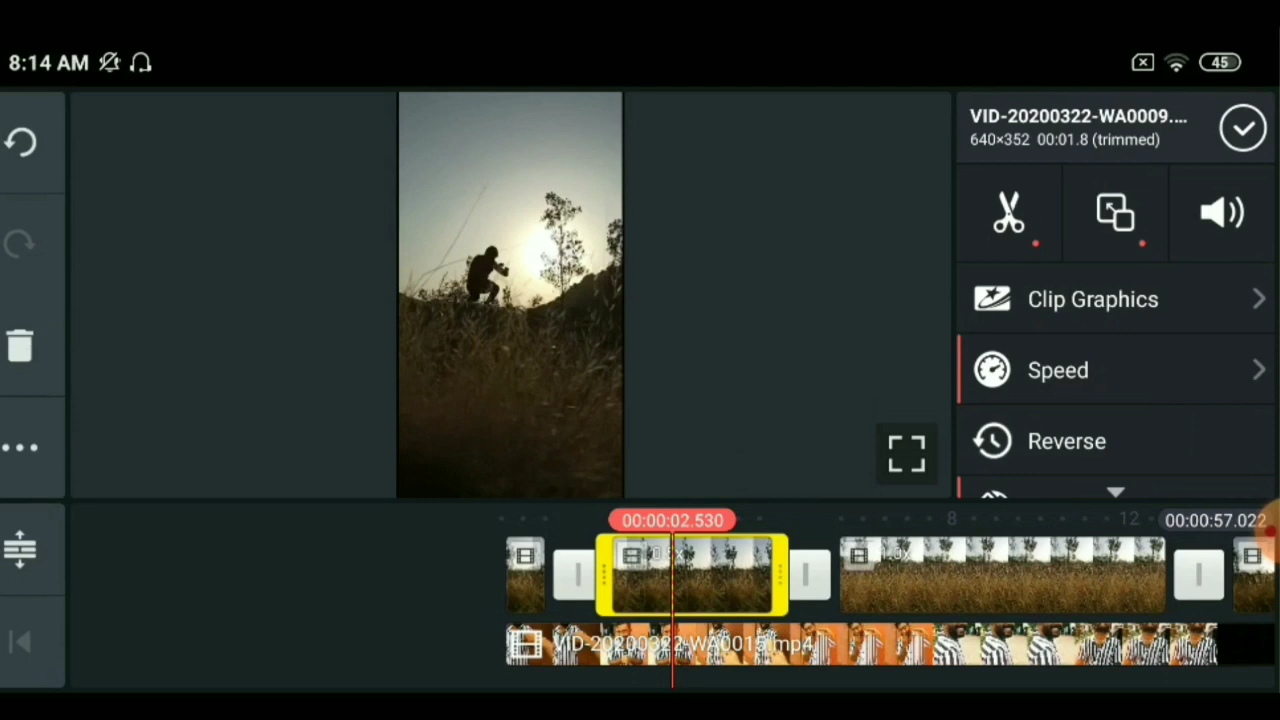 8:14 AM
45
VID-20200322-WA0009....
640×352 00:01.8 (trimmed)
Clip Graphics
Speed
Reverse
00:00:02.530
8
12
00:00:57.022
VID-20200322-WA0015.mp4